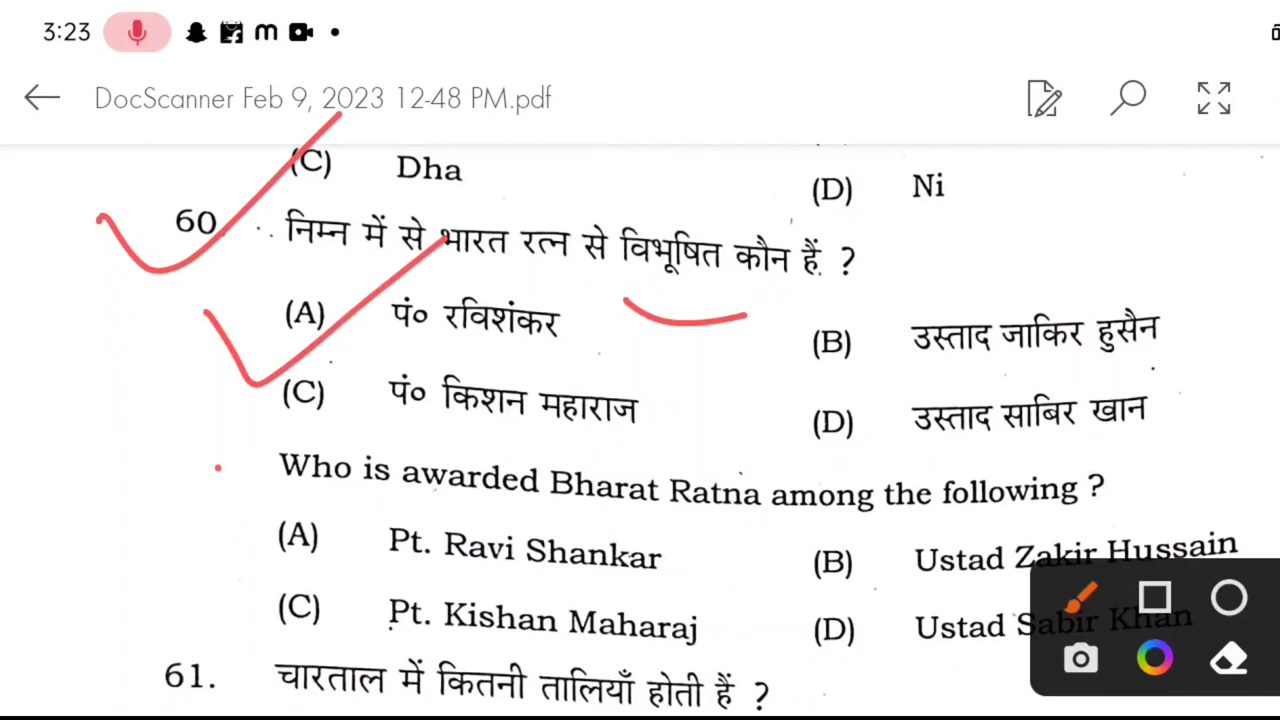 3:23
DocScanner Feb 9, 2023 12-48 PM.pdf
(C) Dha (D) Ni
60. निम्न में से भारत रत्न से विभूषित कौन हैं ?
(A) पं० रविशंकर (B) उस्ताद जाकिर हुसैन
(C) पं० किशन महाराज (D) उस्ताद साबिर खान
Who is awarded Bharat Ratna among the following ?
(A) Pt. Ravi Shankar (B) Ustad Zakir Hussain
(C) Pt. Kishan Maharaj (D) Ustad Sabir Khan
61. चारताल में कितनी तालियाँ होती हैं ?